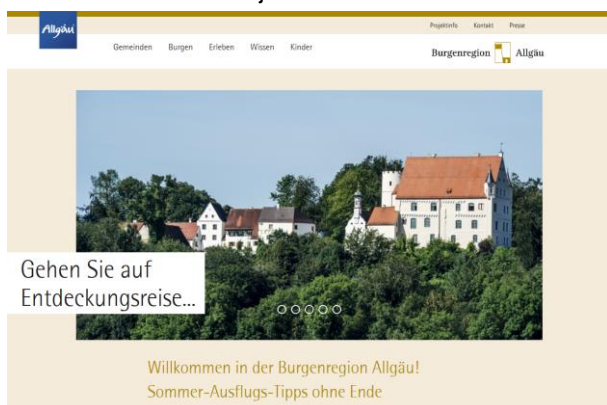 Allgäu
Projektinfo Kontakt Presse
Gemeinden Burgen Erleben Wissen Kinder
Burgenregion Allgäu
Gehen Sie auf
Entdeckungsreise...
Willkommen in der Burgenregion Allgäu!
Sommer-Ausflugs-Tipps ohne Ende